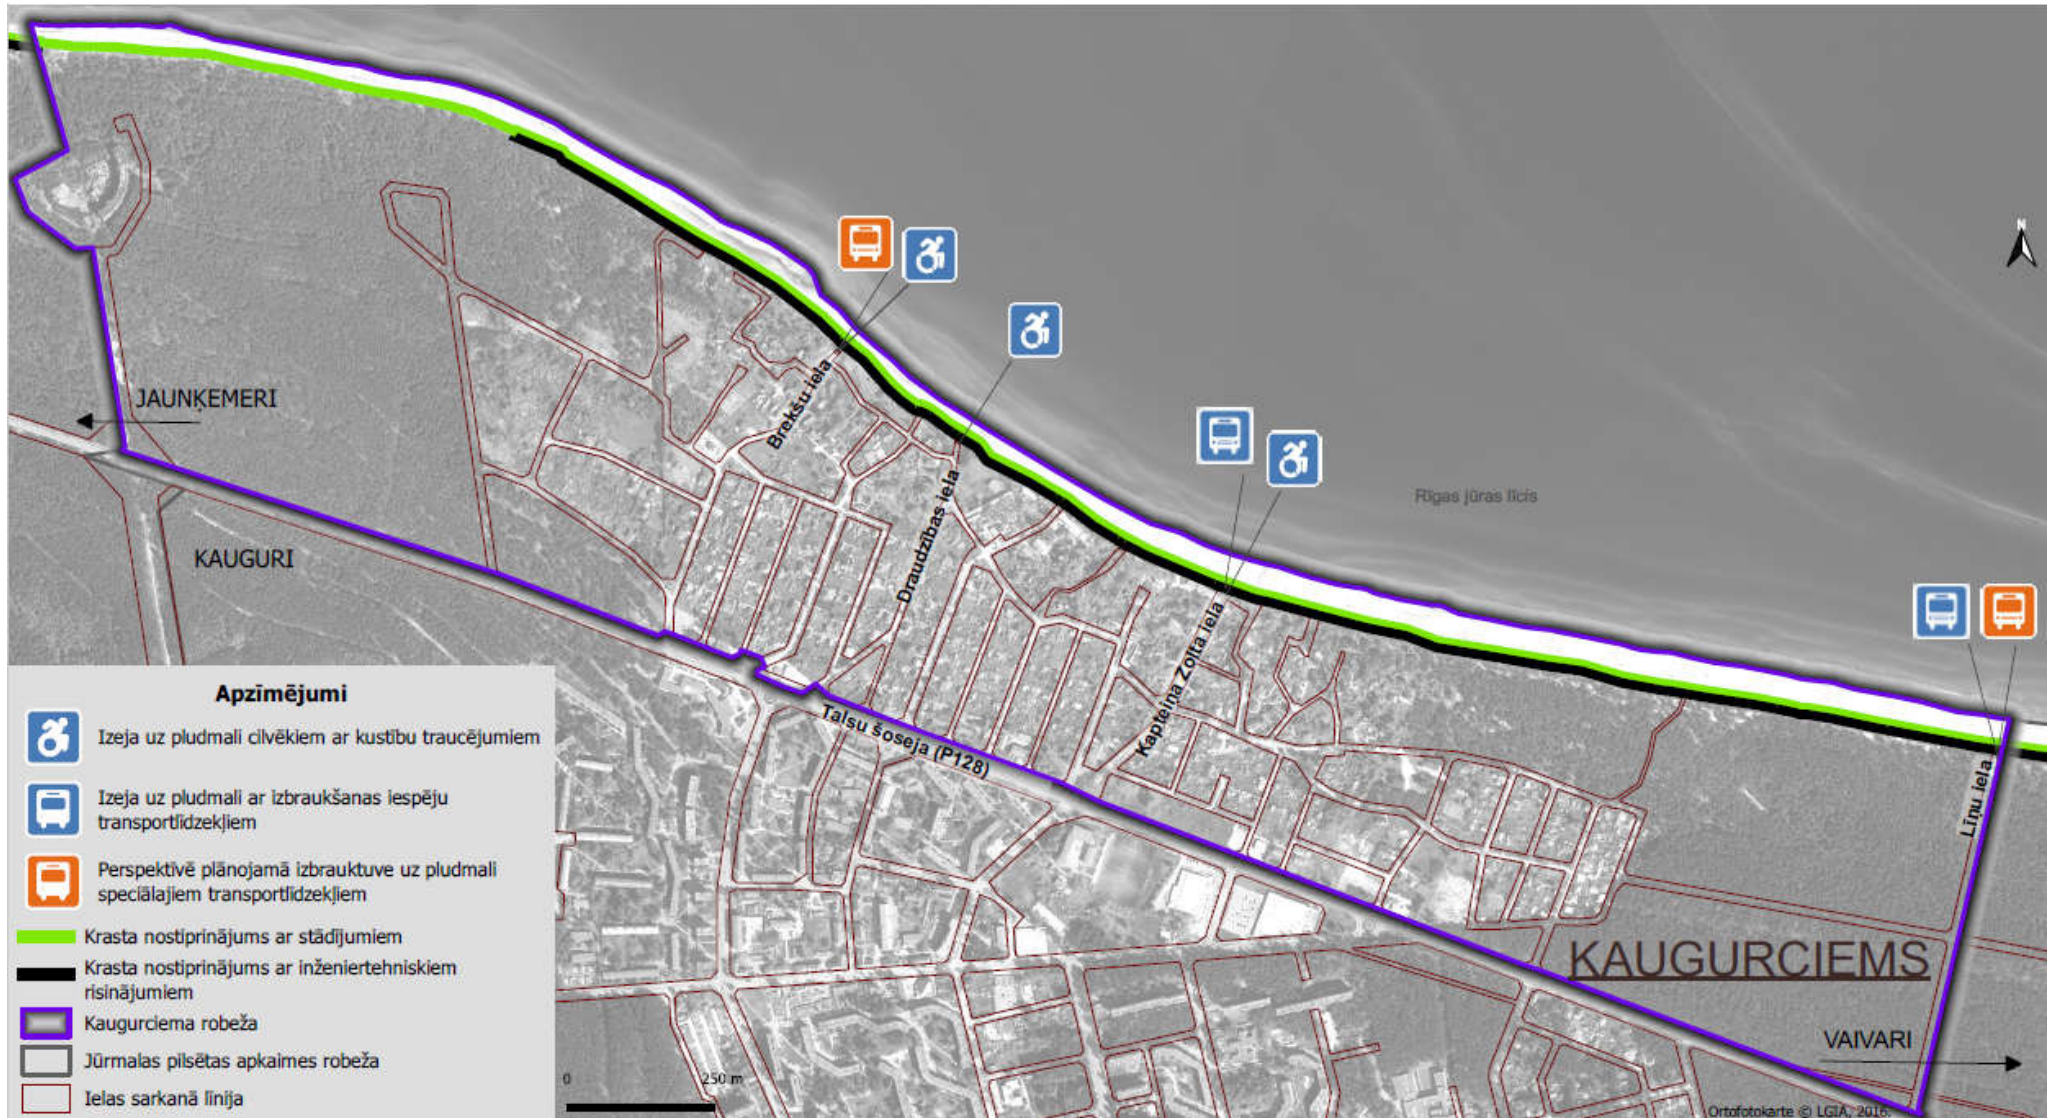 N
JAUNĶEMERI
Brekšu iela
Rīgas jūras līcis
KAUGURI
Draudzības iela
Kapteiņa Zolta iela
Talsu šoseja (P128)
Līņu iela
KAUGURCIEMS
VAIVARI
Apzīmējumi
Izeja uz pludmali cilvēkiem ar kustību traucējumiem
Izeja uz pludmali ar izbraukšanas iespēju
transportlīdzekļiem
Perspektīvē plānojamā izbrauktuve uz pludmali
speciālajiem transportlīdzekļiem
Krasta nostiprinājums ar stādījumiem
Krasta nostiprinājums ar inženiertehniskiem
risinājumiem
Kaugurciema robeža
Jūrmalas pilsētas apkaimes robeža
Ielas sarkanā līnija
0 250 m
Ortofotokarte © LĢIA, 2016.